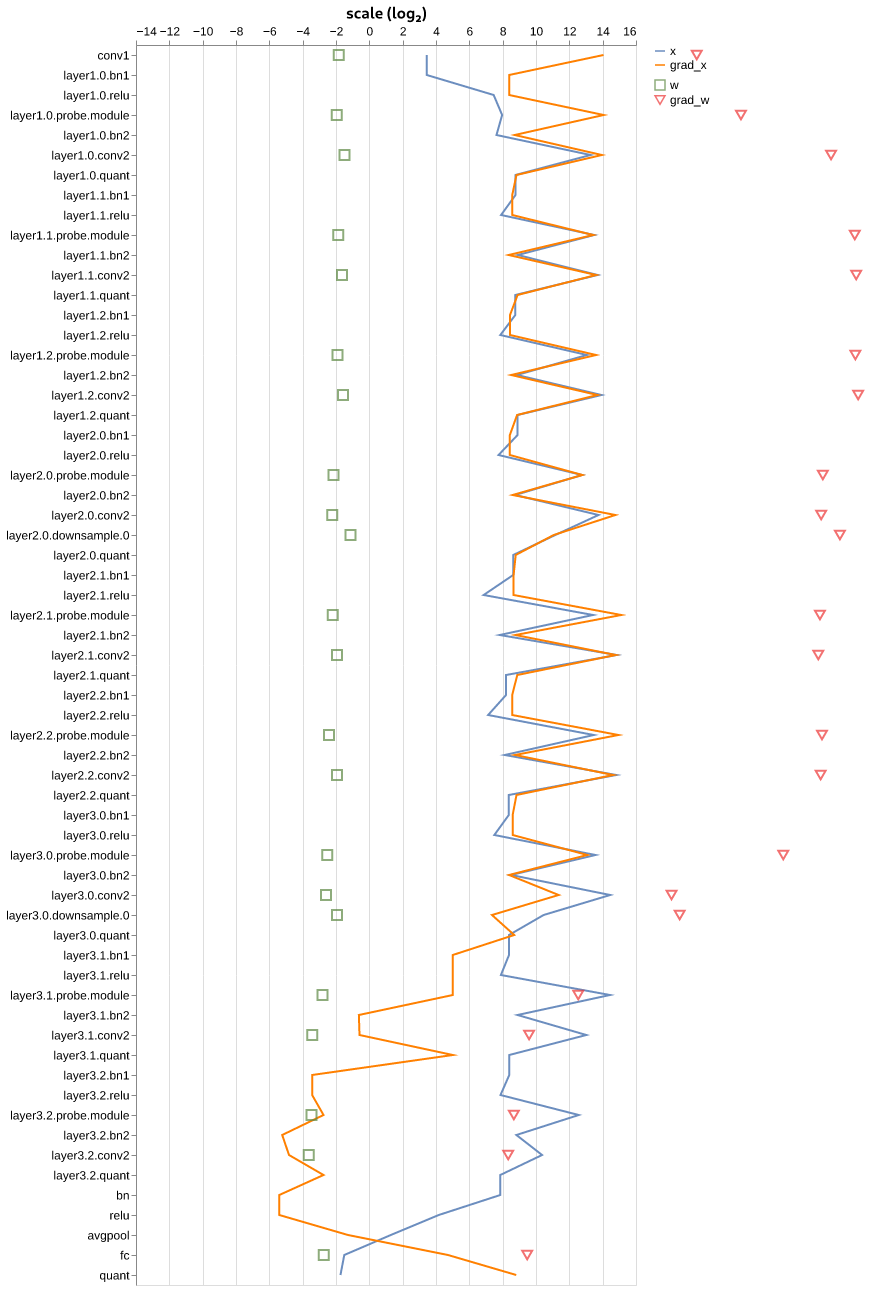 scale (log2)
−14 −12 −10 −8 −6 −4 −2 0 2 4 6 8 10 12 14 16
x
grad_x
w
grad_w
conv1
layer1.0.bn1
layer1.0.relu
layer1.0.probe.module
layer1.0.bn2
layer1.0.conv2
layer1.0.quant
layer1.1.bn1
layer1.1.relu
layer1.1.probe.module
layer1.1.bn2
layer1.1.conv2
layer1.1.quant
layer1.2.bn1
layer1.2.relu
layer1.2.probe.module
layer1.2.bn2
layer1.2.conv2
layer1.2.quant
layer2.0.bn1
layer2.0.relu
layer2.0.probe.module
layer2.0.bn2
layer2.0.conv2
layer2.0.downsample.0
layer2.0.quant
layer2.1.bn1
layer2.1.relu
layer2.1.probe.module
layer2.1.bn2
layer2.1.conv2
layer2.1.quant
layer2.2.bn1
layer2.2.relu
layer2.2.probe.module
layer2.2.bn2
layer2.2.conv2
layer2.2.quant
layer3.0.bn1
layer3.0.relu
layer3.0.probe.module
layer3.0.bn2
layer3.0.conv2
layer3.0.downsample.0
layer3.0.quant
layer3.1.bn1
layer3.1.relu
layer3.1.probe.module
layer3.1.bn2
layer3.1.conv2
layer3.1.quant
layer3.2.bn1
layer3.2.relu
layer3.2.probe.module
layer3.2.bn2
layer3.2.conv2
layer3.2.quant
bn
relu
avgpool
fc
quant